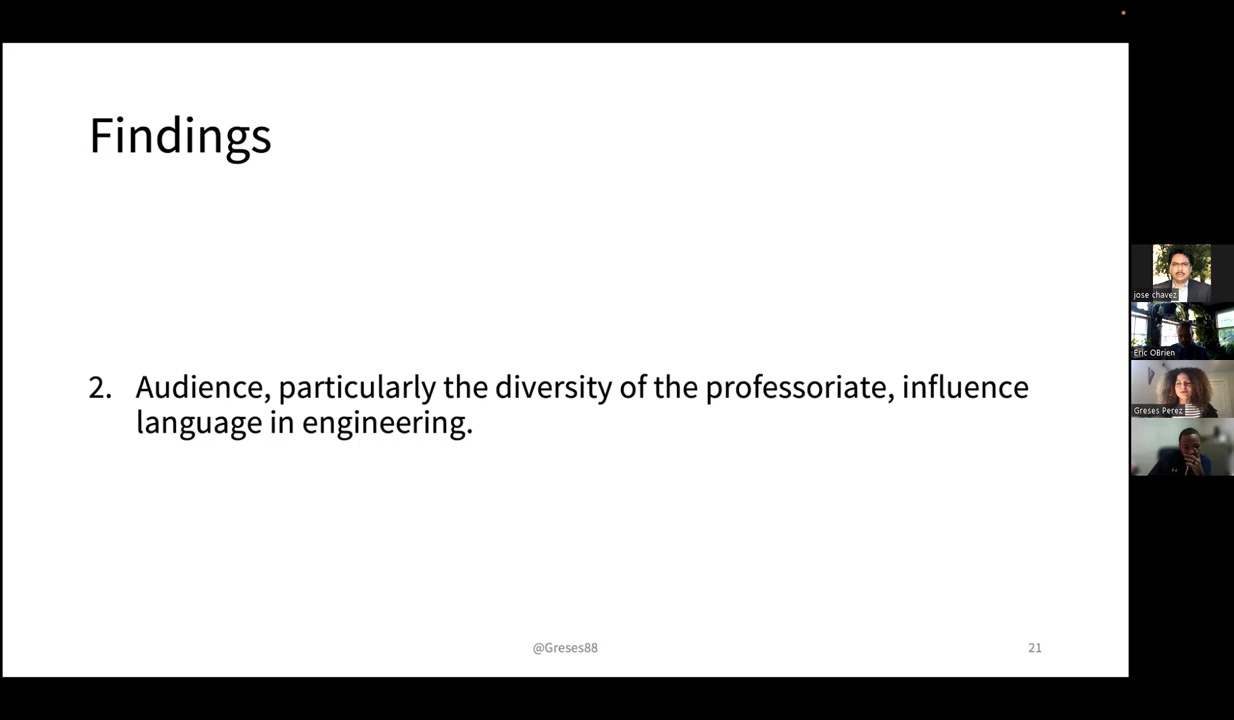 Findings
2. Audience, particularly the diversity of the professoriate, influence
language in engineering.
@Greses88
21
jose chavez
Eric OBrien
Greses Perez